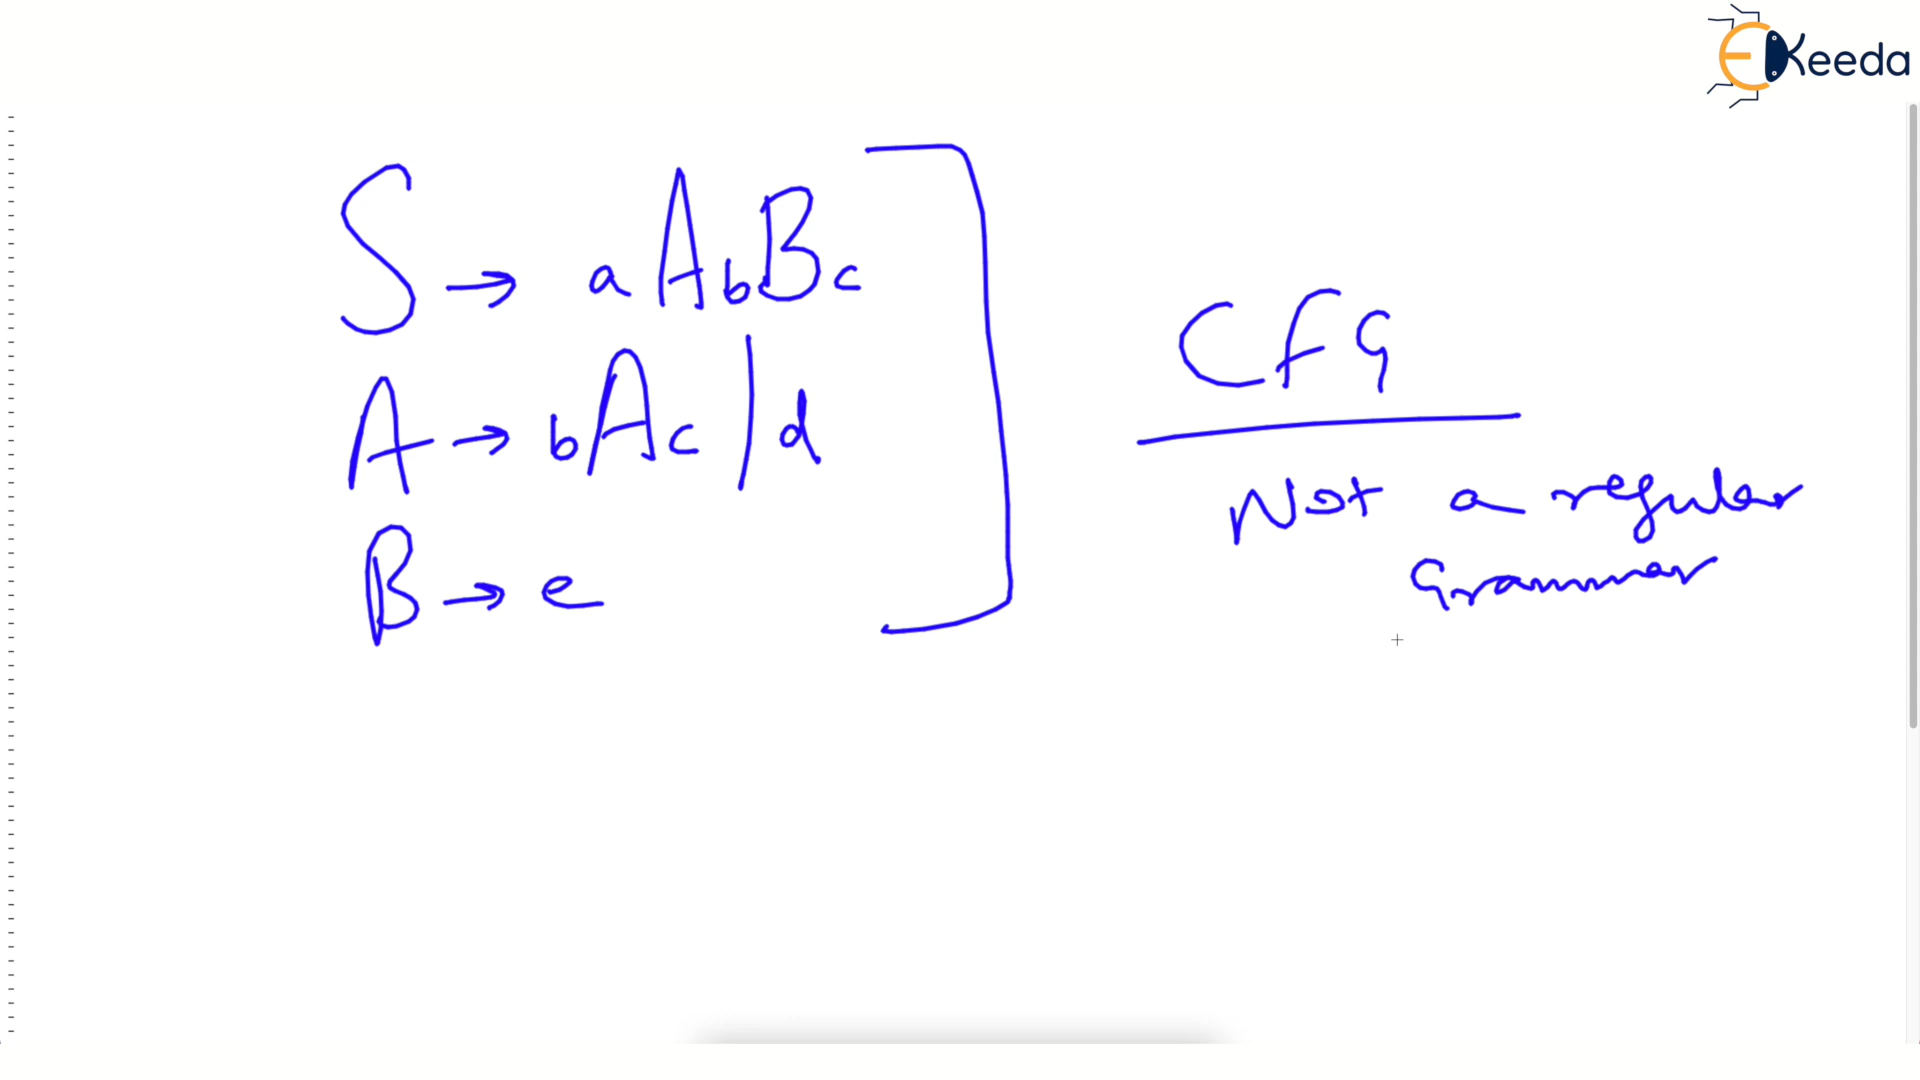 EKeeda
S → aAbBc
A → bAc | d
B → e
CFG
Not a regular
Grammar